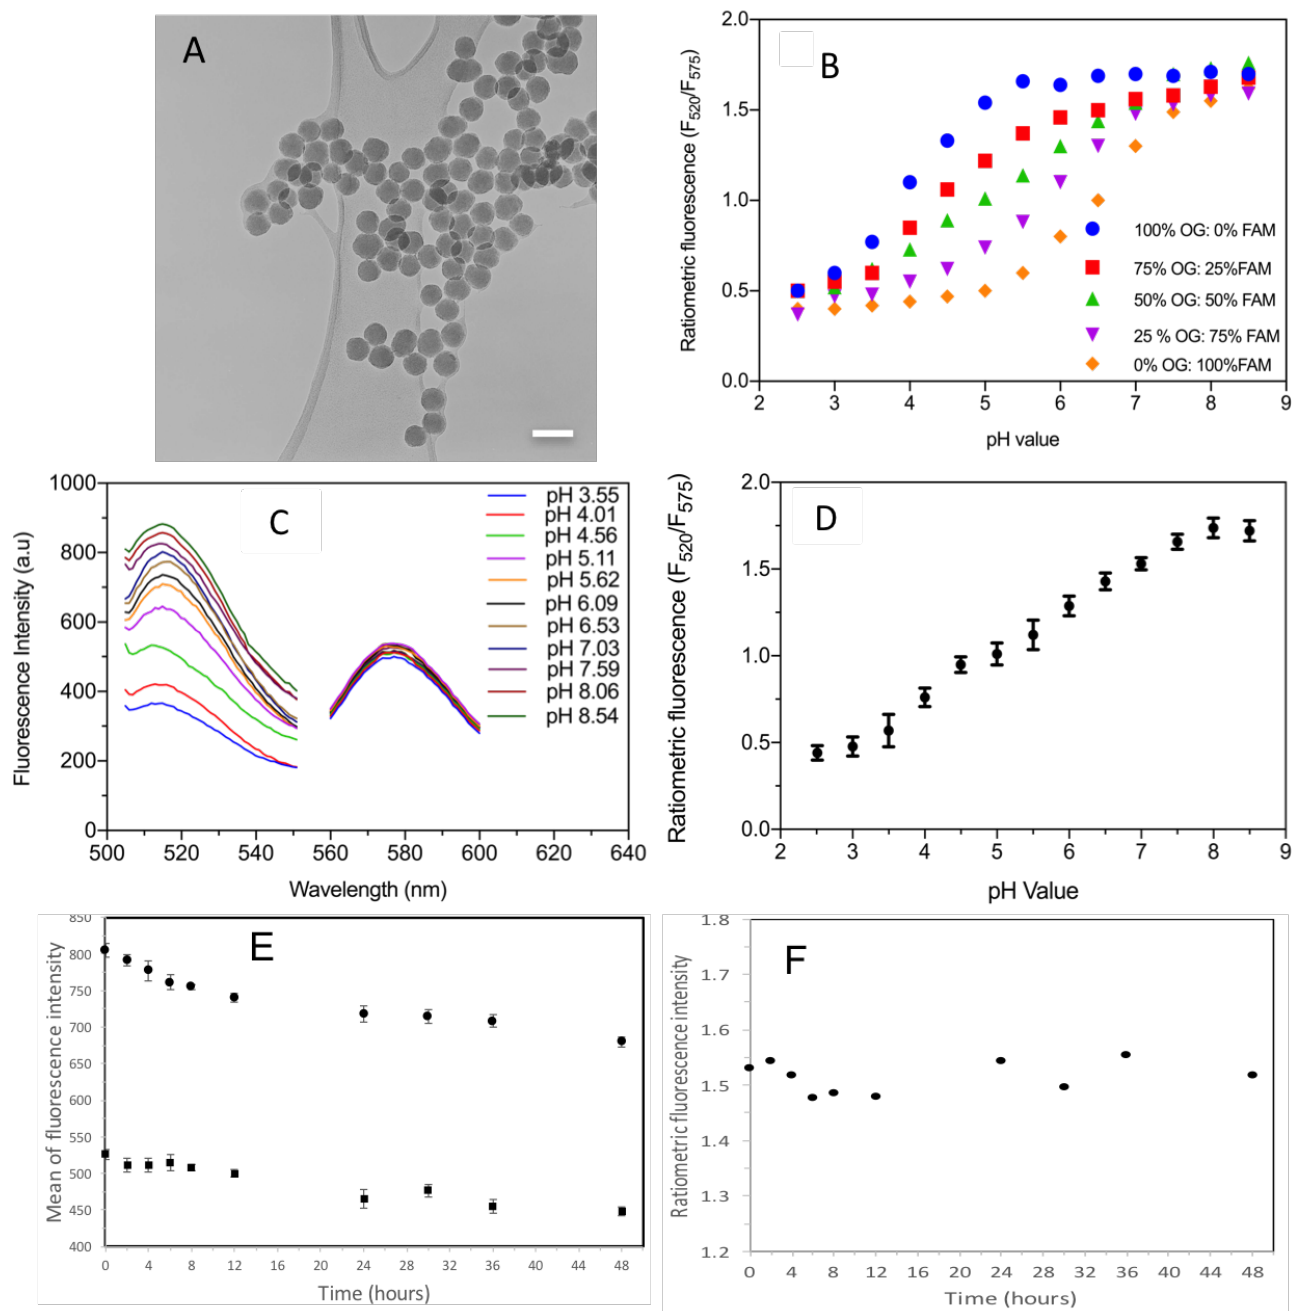 A
B
Ratiometric fluorescence (F520/F575)
2.0
1.5
1.0
0.5
0.0
100% OG: 0% FAM
75% OG: 25%FAM
50% OG: 50% FAM
25 % OG: 75% FAM
0% OG: 100%FAM
2 3 4 5 6 7 8 9
pH value
C
Fluorescence Intensity (a.u)
1000
800
600
400
200
0
pH 3.55
pH 4.01
pH 4.56
pH 5.11
pH 5.62
pH 6.09
pH 6.53
pH 7.03
pH 7.59
pH 8.06
pH 8.54
500 520 540 560 580 600 620 640
Wavelength (nm)
D
Ratiometric fluorescence (F520/F575)
2.0
1.5
1.0
0.5
0.0
2 3 4 5 6 7 8 9
pH Value
E
Mean of fluorescence intensity
850
800
750
700
650
600
550
500
450
400
0 4 8 12 16 20 24 28 32 36 40 44 48
Time (hours)
F
Ratiometric fluorescence intensity
1.8
1.7
1.6
1.5
1.4
1.3
1.2
0 4 8 12 16 20 24 28 32 36 40 44 48
Time (hours)